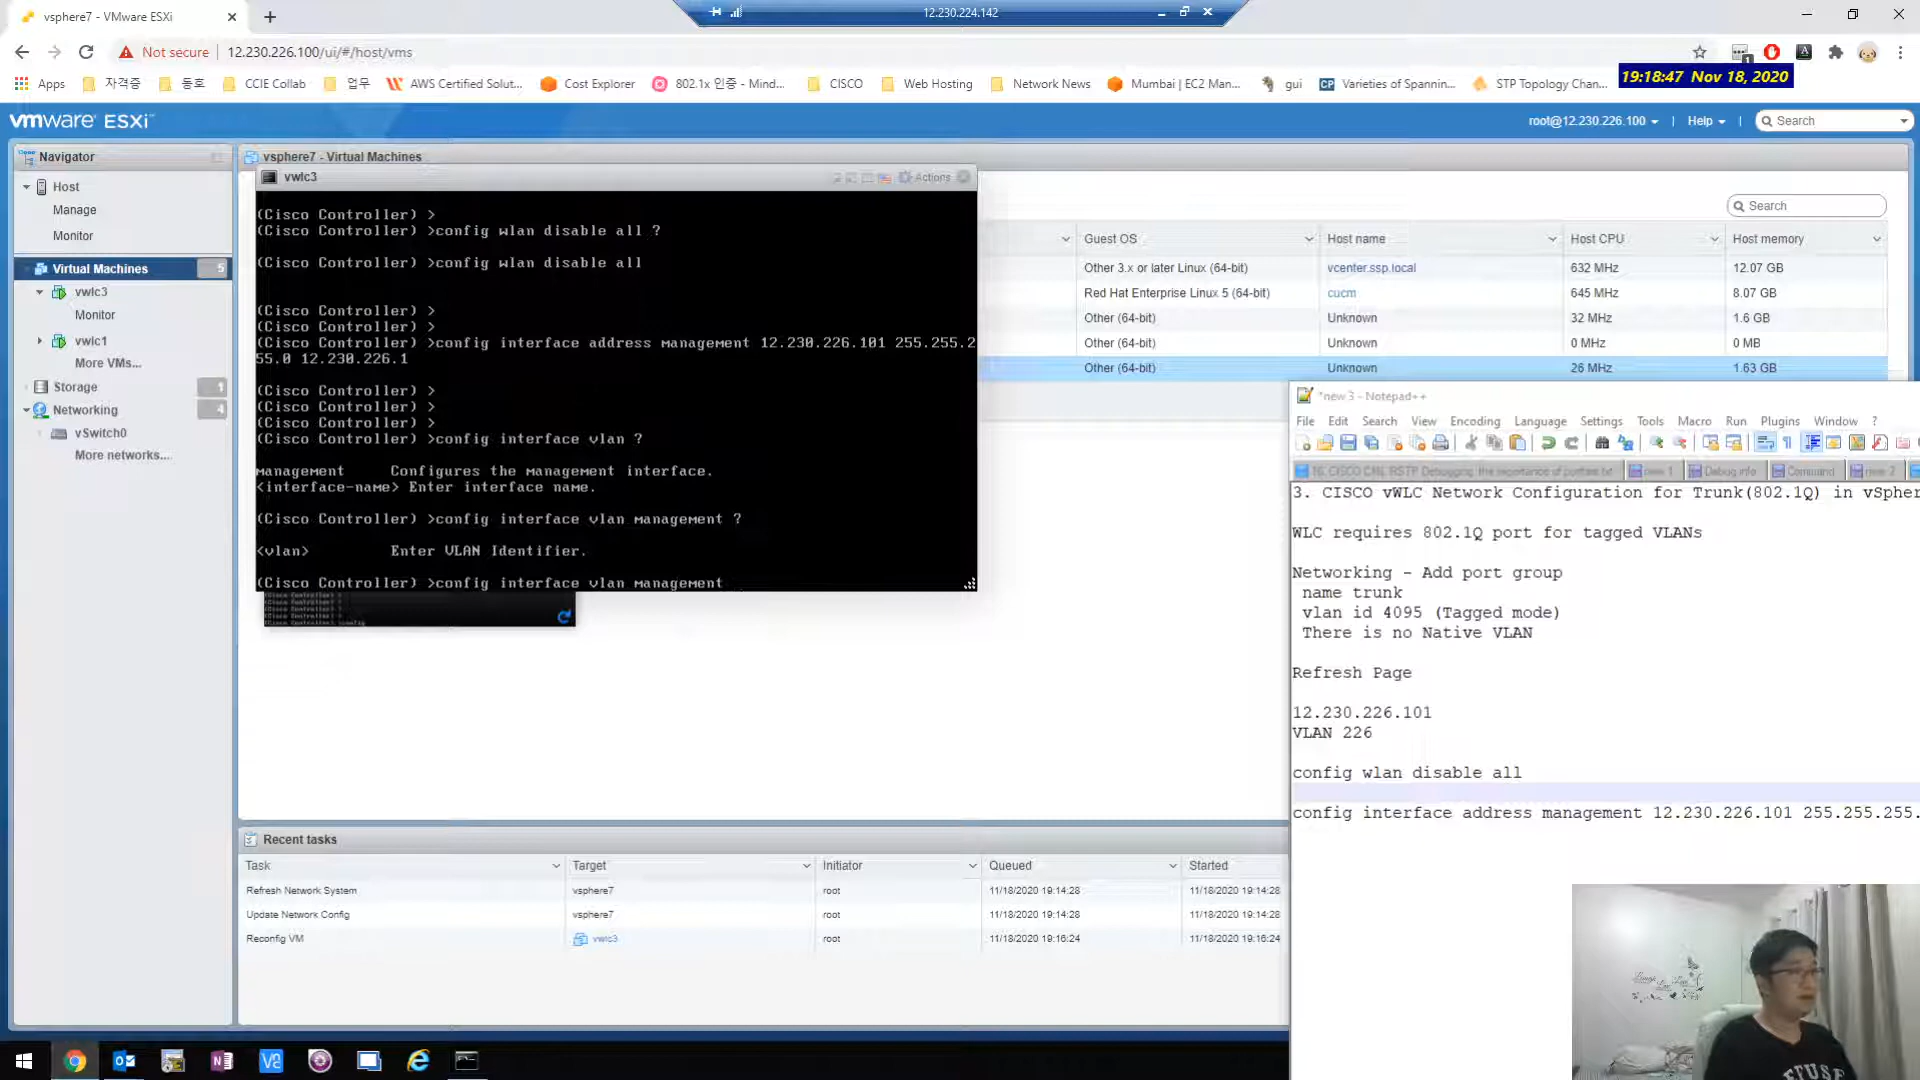 vsphere7 - VMware ESXi
12.230.224.142
Not secure
12.230.226.100/ui/#/host/vms
Apps
자격증
동호
CCIE Collab
업무
AWS Certified Solut...
Cost Explorer
802.1x 인증 - Mind...
CISCO
Web Hosting
Network News
Mumbai | EC2 Man...
gui
Varieties of Spannin...
STP Topology Chan...
19:18:47 Nov 18, 2020
vmware ESXi
root@12.230.226.100
Help
Search
Navigator
Host
Manage
Monitor
Virtual Machines
5
vwlc3
Monitor
vwlc1
More VMs...
Storage
1
Networking
4
vSwitch0
More networks...
vsphere7 - Virtual Machines
vwlc3
Actions
(Cisco Controller) >
(Cisco Controller) >config wlan disable all ?
(Cisco Controller) >config wlan disable all
(Cisco Controller) >
(Cisco Controller) >
(Cisco Controller) >config interface address management 12.230.226.101 255.255.2
55.0 12.230.226.1
(Cisco Controller) >
(Cisco Controller) >
(Cisco Controller) >
(Cisco Controller) >config interface vlan ?
management Configures the management interface.
<interface-name> Enter interface name.
(Cisco Controller) >config interface vlan management ?
<vlan> Enter VLAN Identifier.
(Cisco Controller) >config interface vlan management
Search
Guest OS
Host name
Host CPU
Host memory
Other 3.x or later Linux (64-bit)
vcenter.ssp.local
632 MHz
12.07 GB
Red Hat Enterprise Linux 5 (64-bit)
cucm
645 MHz
8.07 GB
Other (64-bit)
Unknown
32 MHz
1.6 GB
Other (64-bit)
Unknown
0 MHz
0 MB
Other (64-bit)
Unknown
26 MHz
1.63 GB
*new 3 - Notepad++
File Edit Search View Encoding Language Settings Tools Macro Run Plugins Window ?
16. CISCO CML RSTP Debugging, the importance of portfast.txt
new 1
Debug info
Command
new 2
3. CISCO vWLC Network Configuration for Trunk(802.1Q) in vSpher
WLC requires 802.1Q port for tagged VLANs
Networking - Add port group
name trunk
vlan id 4095 (Tagged mode)
There is no Native VLAN
Refresh Page
12.230.226.101
VLAN 226
config wlan disable all
config interface address management 12.230.226.101 255.255.255.
Recent tasks
Task
Target
Initiator
Queued
Started
Refresh Network System
vsphere7
root
11/18/2020 19:14:28
11/18/2020 19:14:28
Update Network Config
vsphere7
root
11/18/2020 19:14:28
11/18/2020 19:14:28
Reconfig VM
vwlc3
root
11/18/2020 19:16:24
11/18/2020 19:16:24